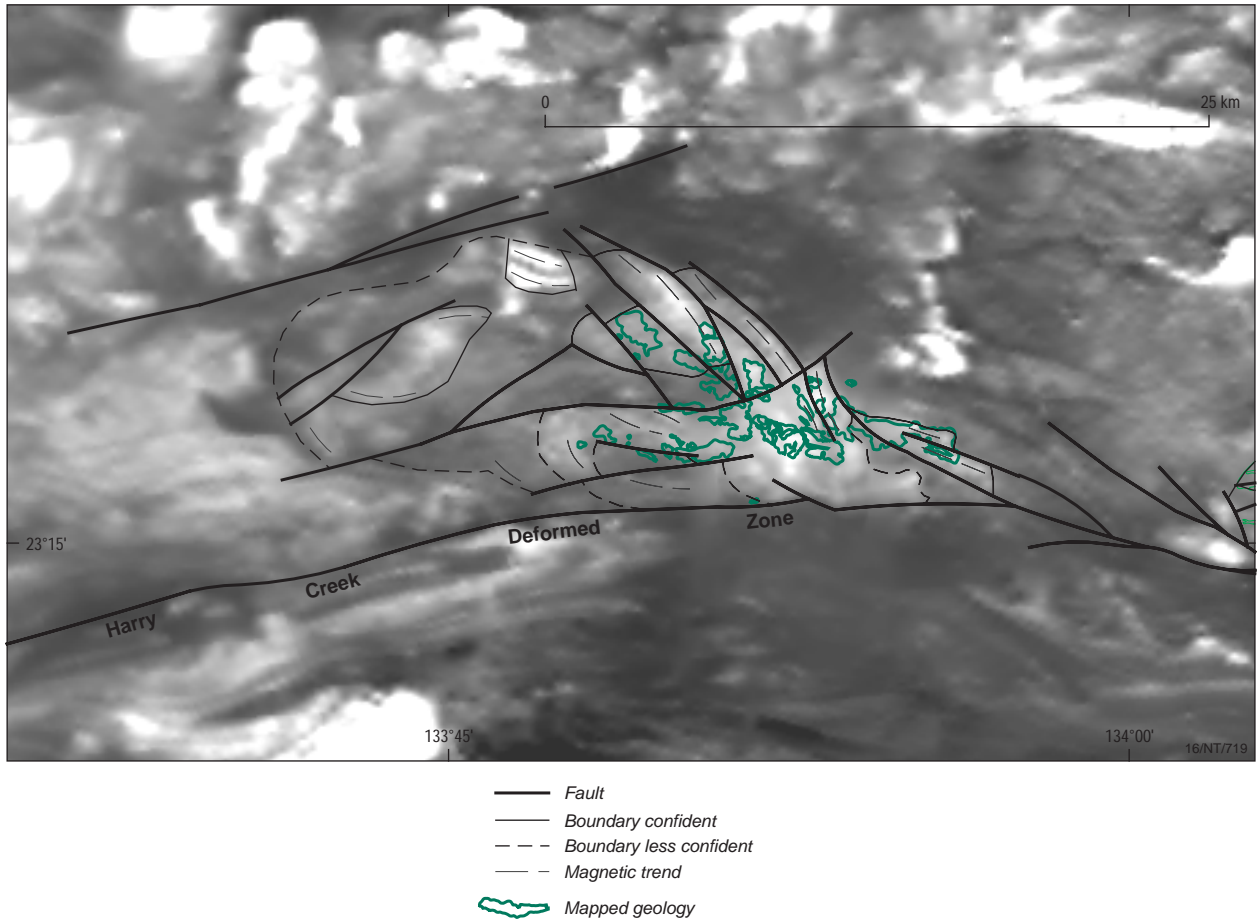 0 25 km
23°15'
Harry Creek Deformed Zone
133°45'
134°00'
16/NT/719
Fault
Boundary confident
Boundary less confident
Magnetic trend
Mapped geology